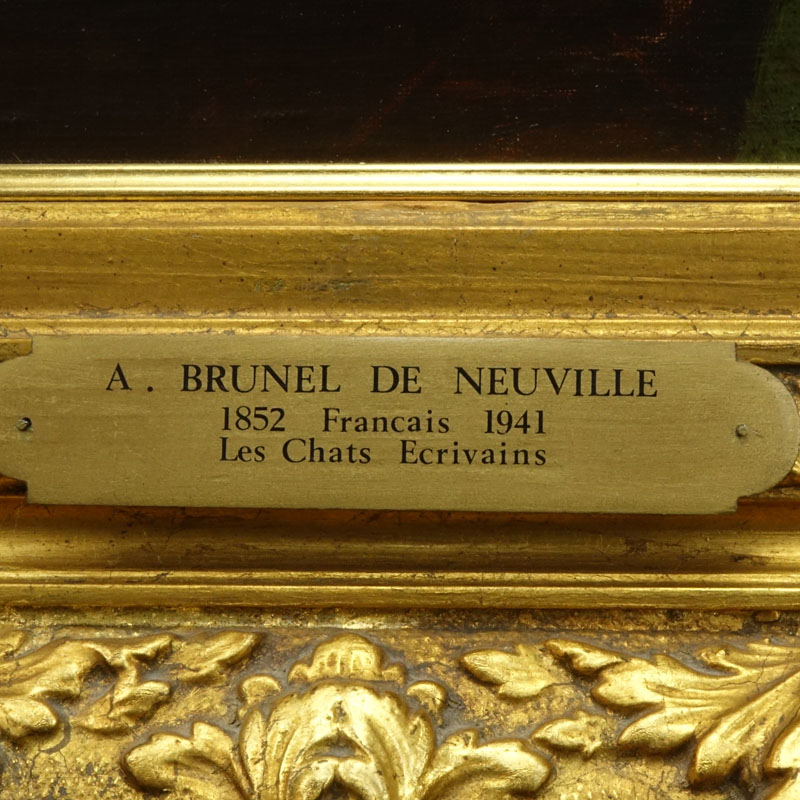 A. BRUNEL DE NEUVILLE
1852 Francais 1941
Les Chats Ecrivains